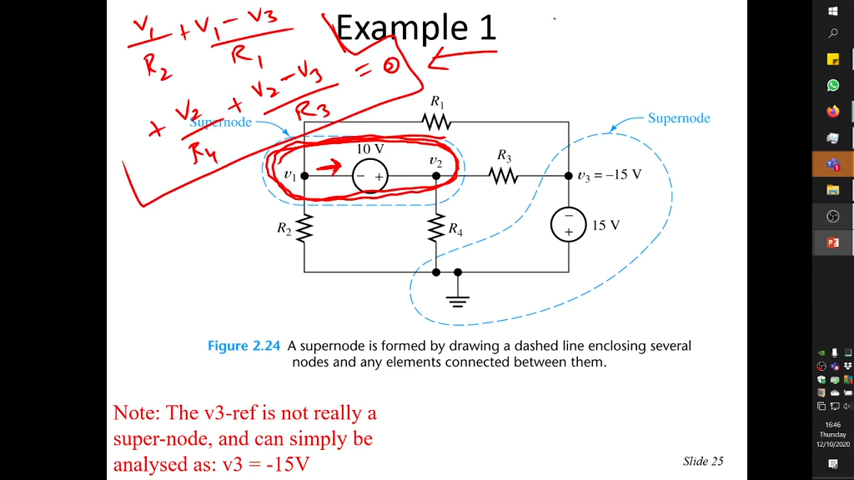 Example 1
v1/R2 + v1 - v3/R1
+ v2/R4 + v2 - v3/R3 = 0
Supernode
Supernode
R1
10 V
v1
v2
R3
v3 = −15 V
− +
R2
R4
−
+
15 V
Figure 2.24 A supernode is formed by drawing a dashed line enclosing several
nodes and any elements connected between them.
Note: The v3-ref is not really a
super-node, and can simply be
analysed as: v3 = -15V
Slide 25
16:46
Thursday
12/10/2020